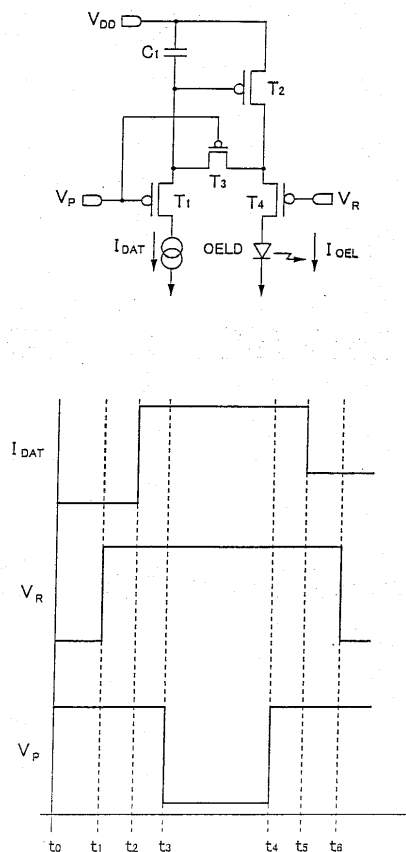 VDD
C1
T2
T3
VP
T1
T4
VR
IDAT
OELD
IOEL
IDAT
VR
VP
t0 t1 t2 t3 t4 t5 t6